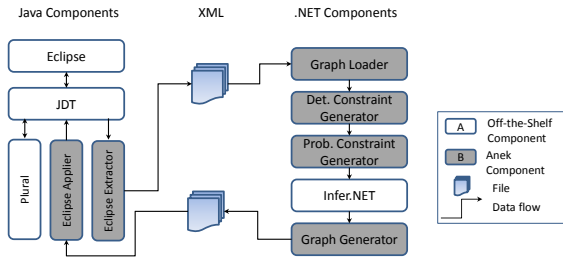 Java Components
XML
.NET Components
Eclipse
JDT
Plural
Eclipse Applier
Eclipse Extractor
Graph Loader
Det. Constraint
Generator
Prob. Constraint
Generator
Infer.NET
Graph Generator
A
Off-the-Shelf
Component
B
Anek
Component
File
Data flow